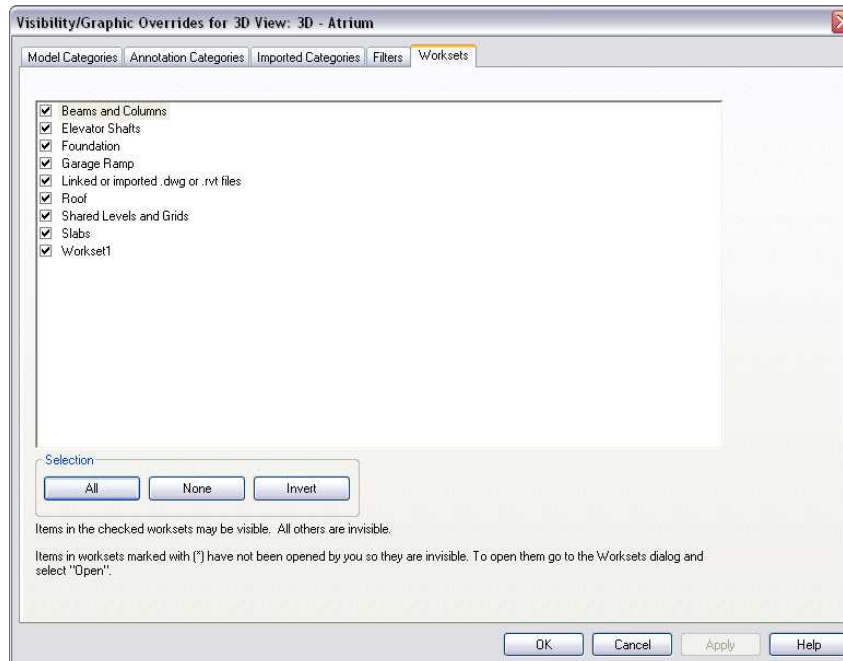 Visibility/Graphic Overrides for 3D View: 3D - Atrium
Model Categories Annotation Categories Imported Categories Filters Worksets
Beams and Columns
Elevator Shafts
Foundation
Garage Ramp
Linked or imported .dwg or .rvt files
Roof
Shared Levels and Grids
Slabs
Workset1
Selection
All None Invert
Items in the checked worksets may be visible. All others are invisible.
Items in worksets marked with (*) have not been opened by you so they are invisible. To open them go to the Worksets dialog and
select "Open".
OK Cancel Apply Help